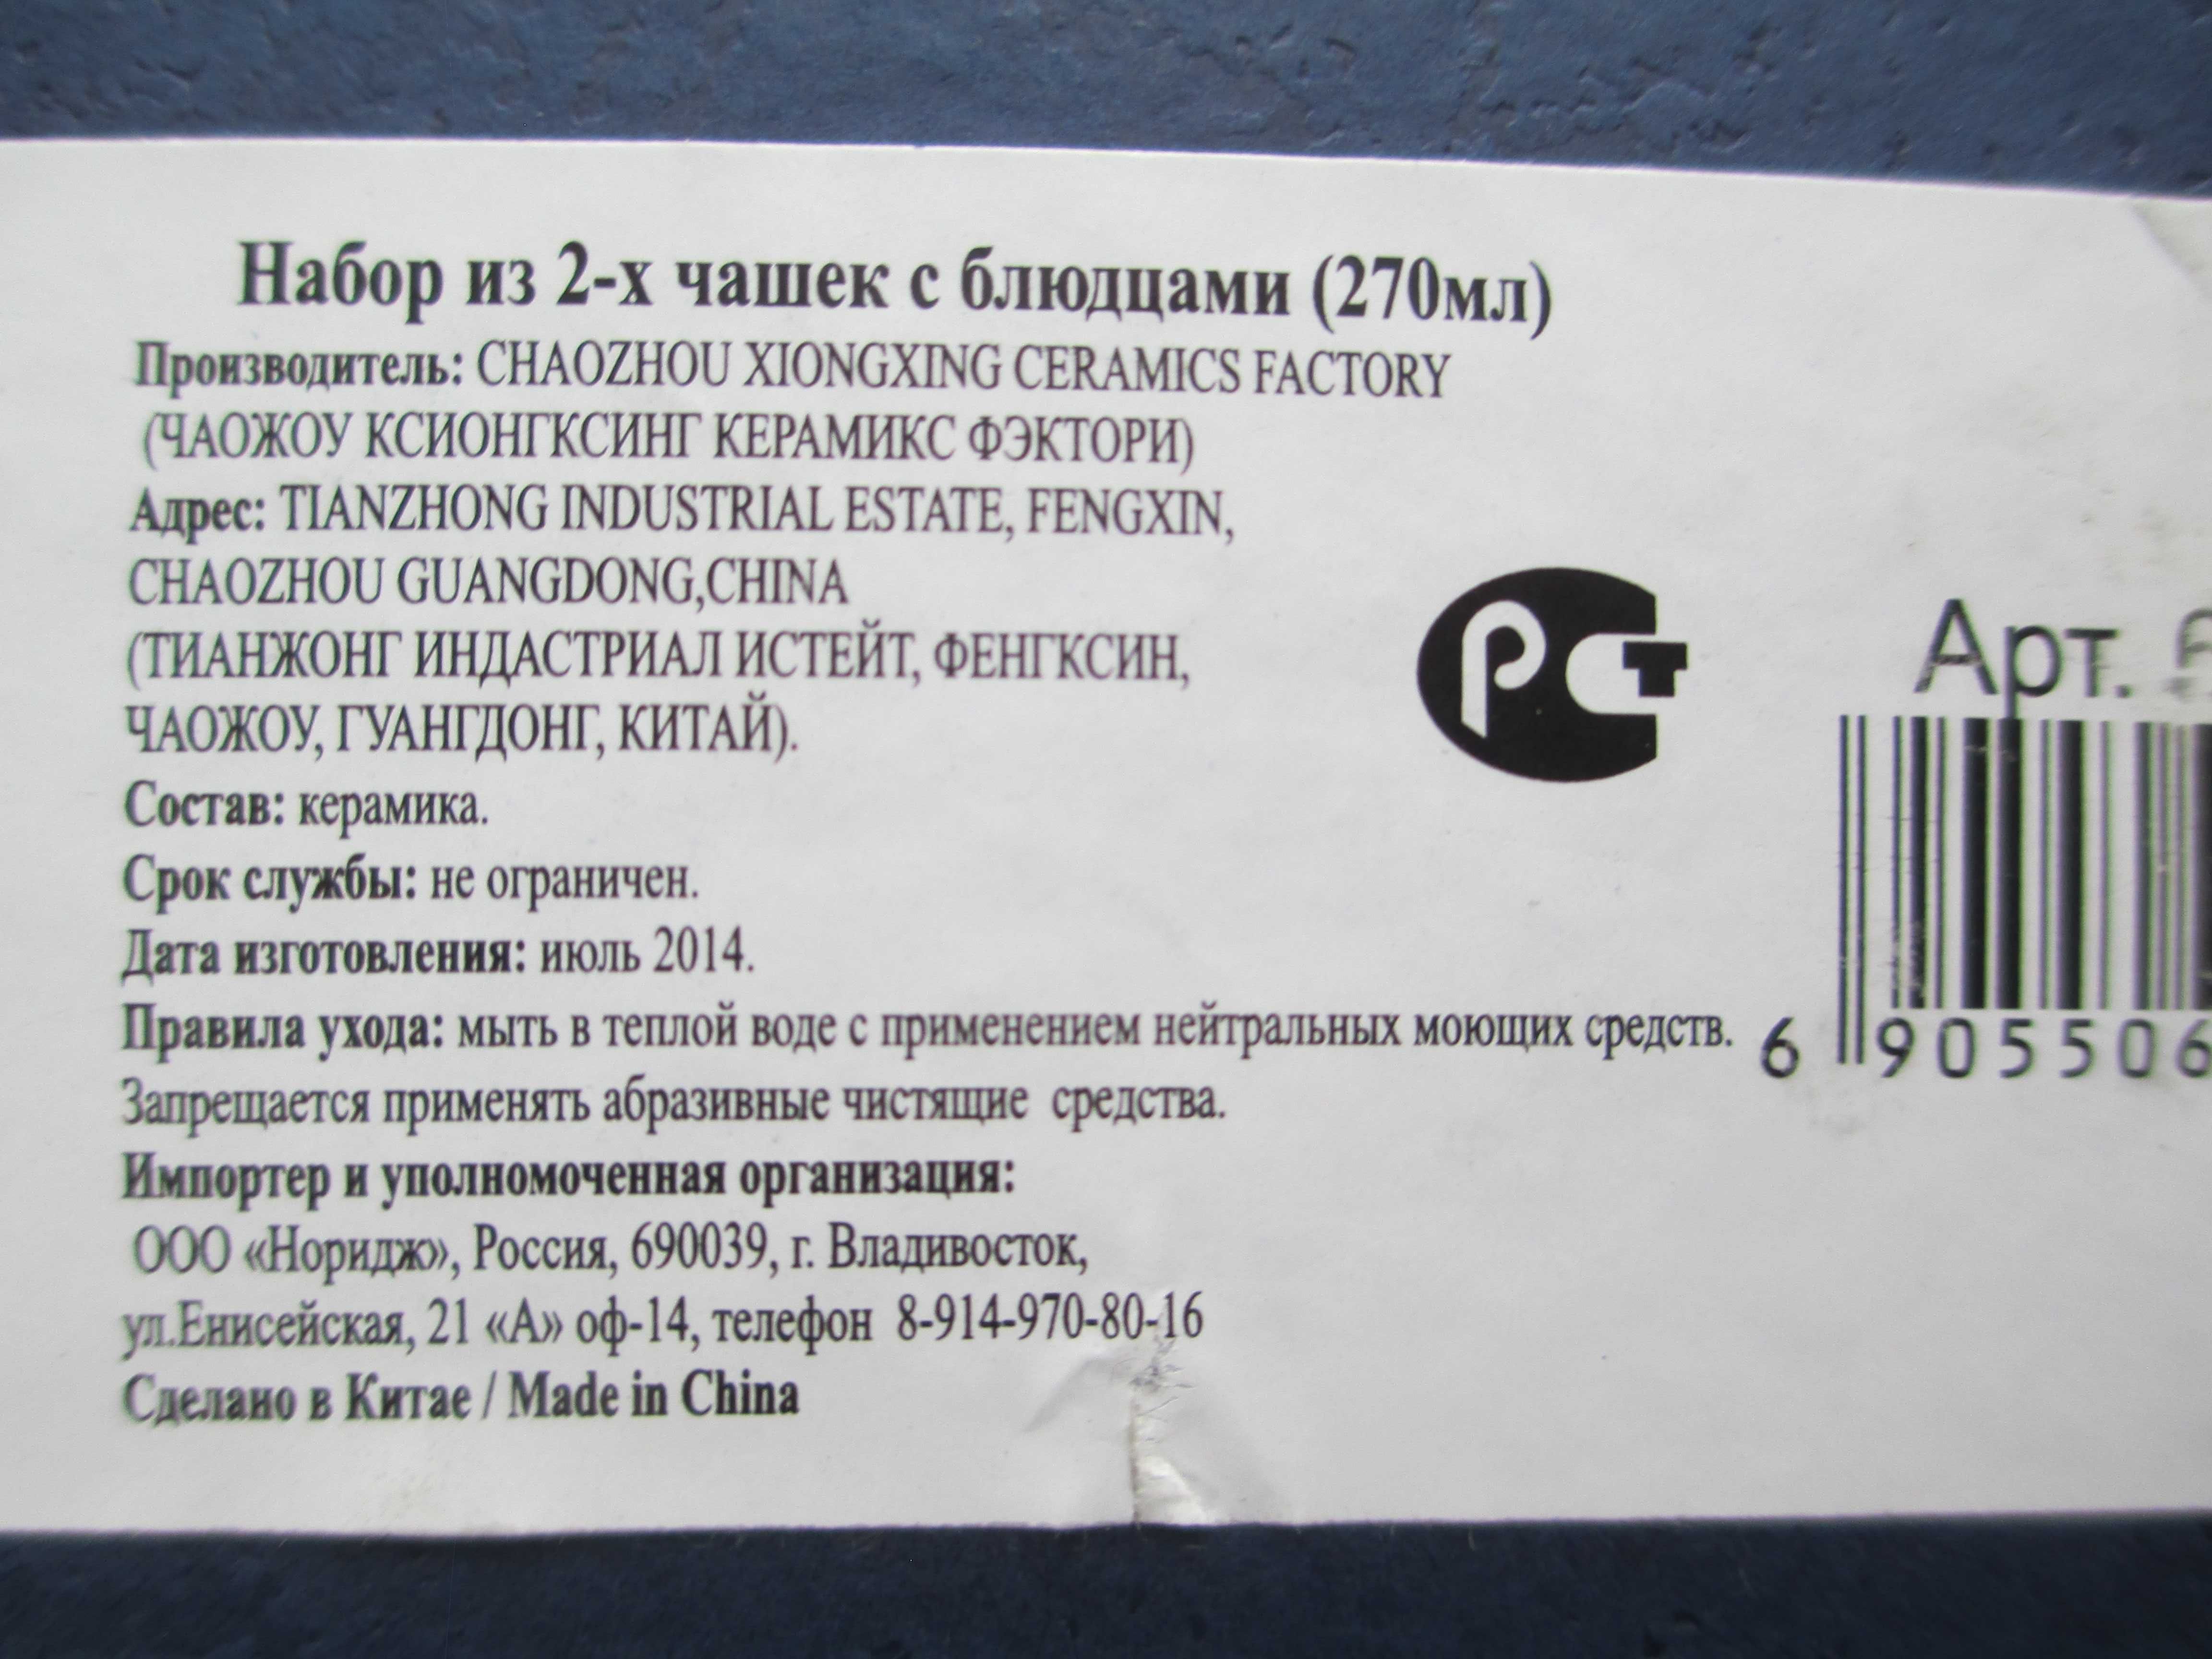 Набор из 2-х чашек с блюдцами (270мл)
Производитель: CHAOZHOU XIONGXING CERAMICS FACTORY
(ЧАОЖОУ КСИОНГКСИНГ КЕРАМИКС ФЭКТОРИ)
Адрес: TIANZHONG INDUSTRIAL ESTATE, FENGXIN,
CHAOZHOU GUANGDONG,CHINA
(ТИАНЖОНГ ИНДАСТРИАЛ ИСТЕЙТ, ФЕНГКСИН,
ЧАОЖОУ, ГУАНГДОНГ, КИТАЙ).
Состав: керамика.
Срок службы: не ограничен.
Дата изготовления: июль 2014.
Правила ухода: мыть в теплой воде с применением нейтральных моющих средств.
Запрещается применять абразивные чистящие средства.
Импортер и уполномоченная организация:
ООО «Норидж», Россия, 690039, г. Владивосток,
ул.Енисейская, 21 «А» оф-14, телефон 8-914-970-80-16
Сделано в Китае / Made in China
РСТ
Арт.
6 905506